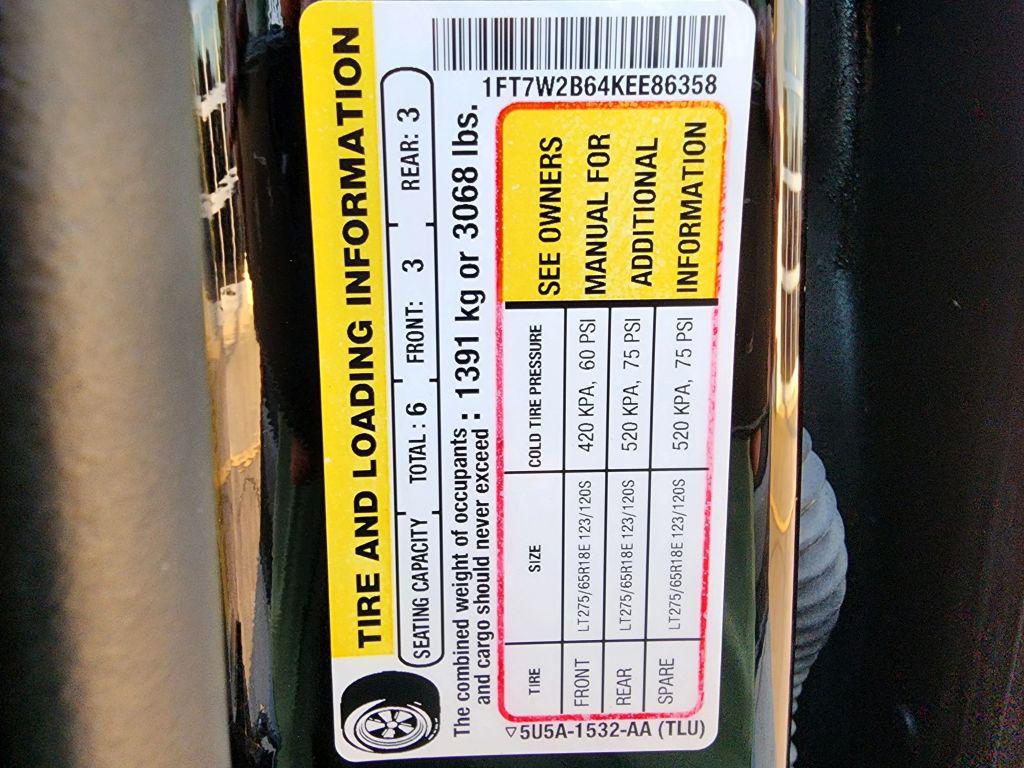 TIRE AND LOADING INFORMATION
SEATING CAPACITY TOTAL : 6 FRONT: 3 REAR: 3
The combined weight of occupants
and cargo should never exceed : 1391 kg or 3068 lbs.
TIRE SIZE COLD TIRE PRESSURE
FRONT LT275/65R18E 123/120S 420 KPA, 60 PSI
REAR LT275/65R18E 123/120S 520 KPA, 75 PSI
SPARE LT275/65R18E 123/120S 520 KPA, 75 PSI
SEE OWNERS
MANUAL FOR
ADDITIONAL
INFORMATION
▽5U5A-1532-AA (TLU)
1FT7W2B64KEE86358